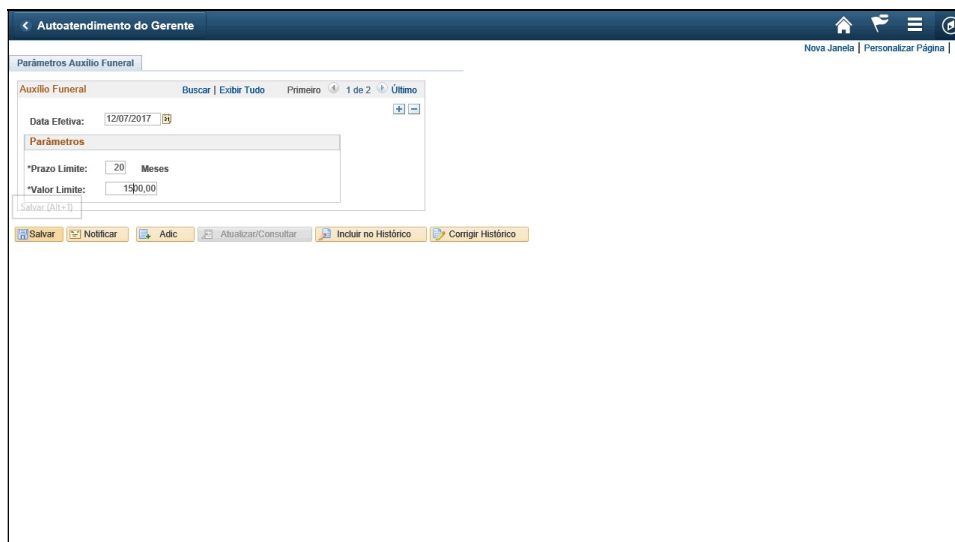 Autoatendimento do Gerente
Nova Janela | Personalizar Página |
Parâmetros Auxílio Funeral
Auxílio Funeral Buscar | Exibir Tudo Primeiro 1 de 2 Último
Data Efetiva: 12/07/2017
Parâmetros
*Prazo Limite: 20 Meses
*Valor Limite: 1500,00
Salvar (Alt+1)
Salvar Notificar Adic Atualizar/Consultar Incluir no Histórico Corrigir Histórico